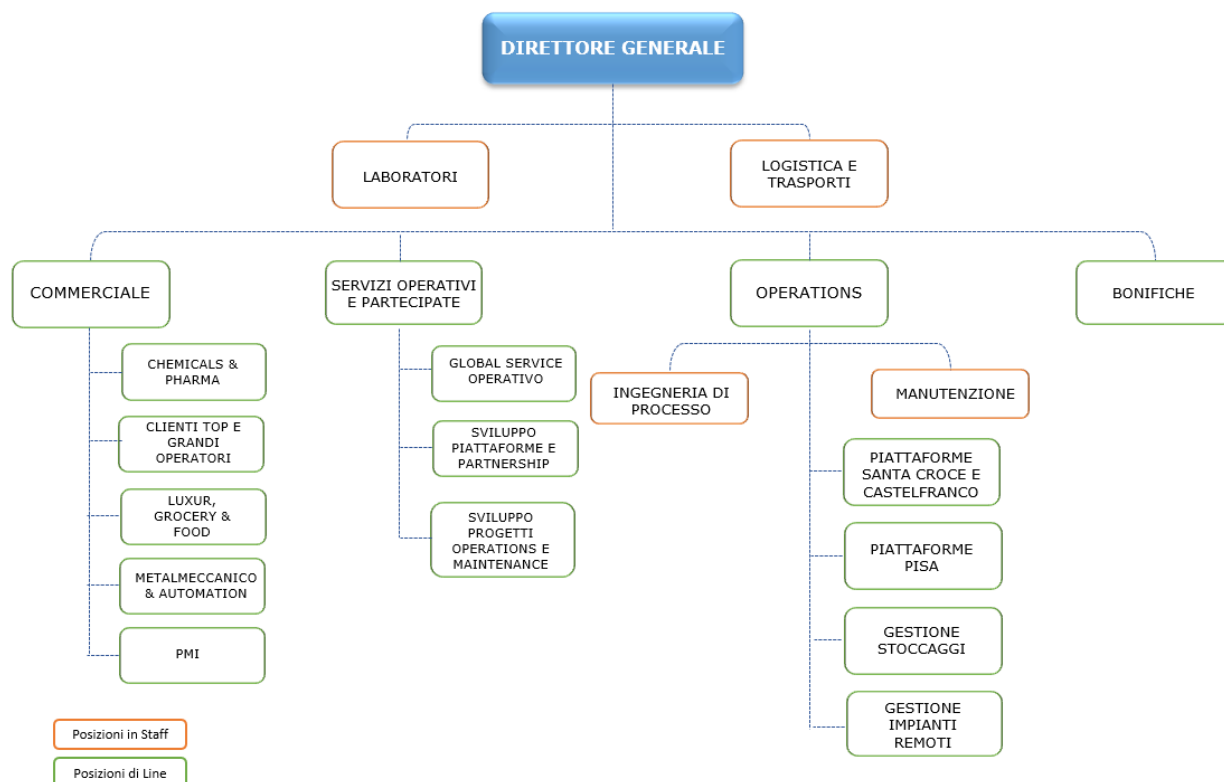 DIRETTORE GENERALE
LABORATORI
LOGISTICA E
TRASPORTI
COMMERCIALE
SERVIZI OPERATIVI
E PARTECIPATE
OPERATIONS
BONIFICHE
CHEMICALS &
PHARMA
CLIENTI TOP E
GRANDI
OPERATORI
LUXUR,
GROCERY &
FOOD
METALMECCANICO
& AUTOMATION
PMI
GLOBAL SERVICE
OPERATIVO
SVILUPPO
PIATTAFORME E
PARTNERSHIP
SVILUPPO
PROGETTI
OPERATIONS E
MAINTENANCE
INGEGNERIA DI
PROCESSO
MANUTENZIONE
PIATTAFORME
SANTA CROCE E
CASTELFRANCO
PIATTAFORME
PISA
GESTIONE
STOCCAGGI
GESTIONE
IMPIANTI
REMOTI
Posizioni in Staff
Posizioni di Line